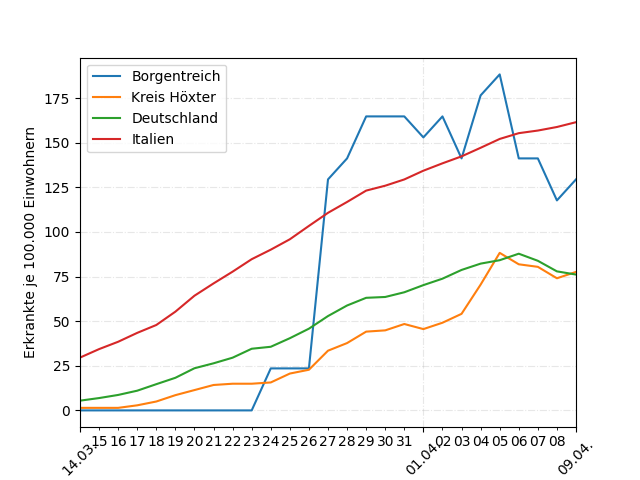 Borgentreich
Kreis Höxter
Deutschland
Italien
Erkrankte je 100.000 Einwohnern
175
150
125
100
75
50
25
0
14.03. 15 16 17 18 19 20 21 22 23 24 25 26 27 28 29 30 31 01.04. 02 03 04 05 06 07 08 09.04.